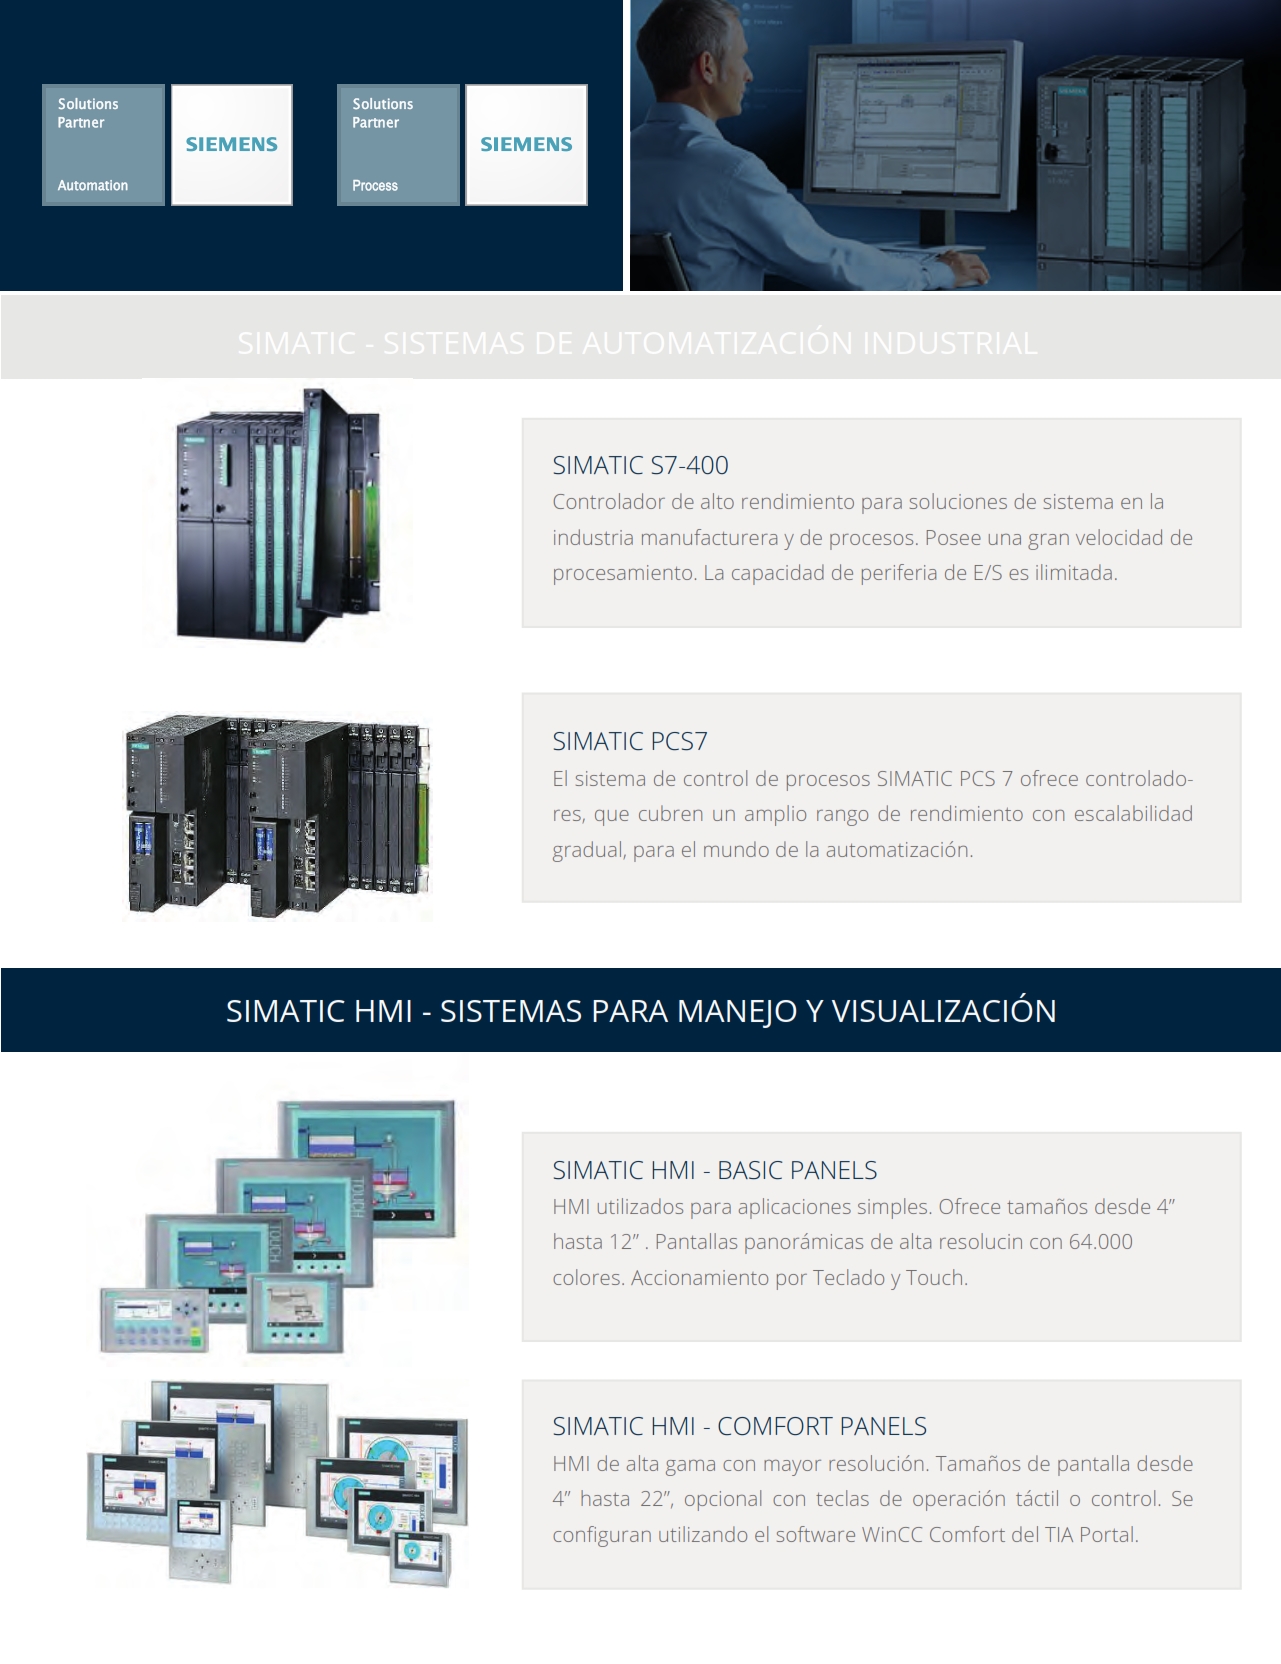 Solutions
Partner
Automation
SIEMENS
Solutions
Partner
Process
SIEMENS
SIEMENS
SIMATIC - SISTEMAS DE AUTOMATIZACIÓN INDUSTRIAL
SIMATIC S7-400
Controlador de alto rendimiento para soluciones de sistema en la
industria manufacturera y de procesos. Posee una gran velocidad de
procesamiento. La capacidad de periferia de E/S es ilimitada.
SIMATIC PCS7
El sistema de control de procesos SIMATIC PCS 7 ofrece controlado-
res, que cubren un amplio rango de rendimiento con escalabilidad
gradual, para el mundo de la automatización.
SIMATIC HMI - SISTEMAS PARA MANEJO Y VISUALIZACIÓN
TOUCH
TOUCH
SIMATIC HMI - BASIC PANELS
HMI utilizados para aplicaciones simples. Ofrece tamaños desde 4”
hasta 12” . Pantallas panorámicas de alta resolucin con 64.000
colores. Accionamiento por Teclado y Touch.
SIMATIC HMI - COMFORT PANELS
HMI de alta gama con mayor resolución. Tamaños de pantalla desde
4” hasta 22”, opcional con teclas de operación táctil o control. Se
configuran utilizando el software WinCC Comfort del TIA Portal.